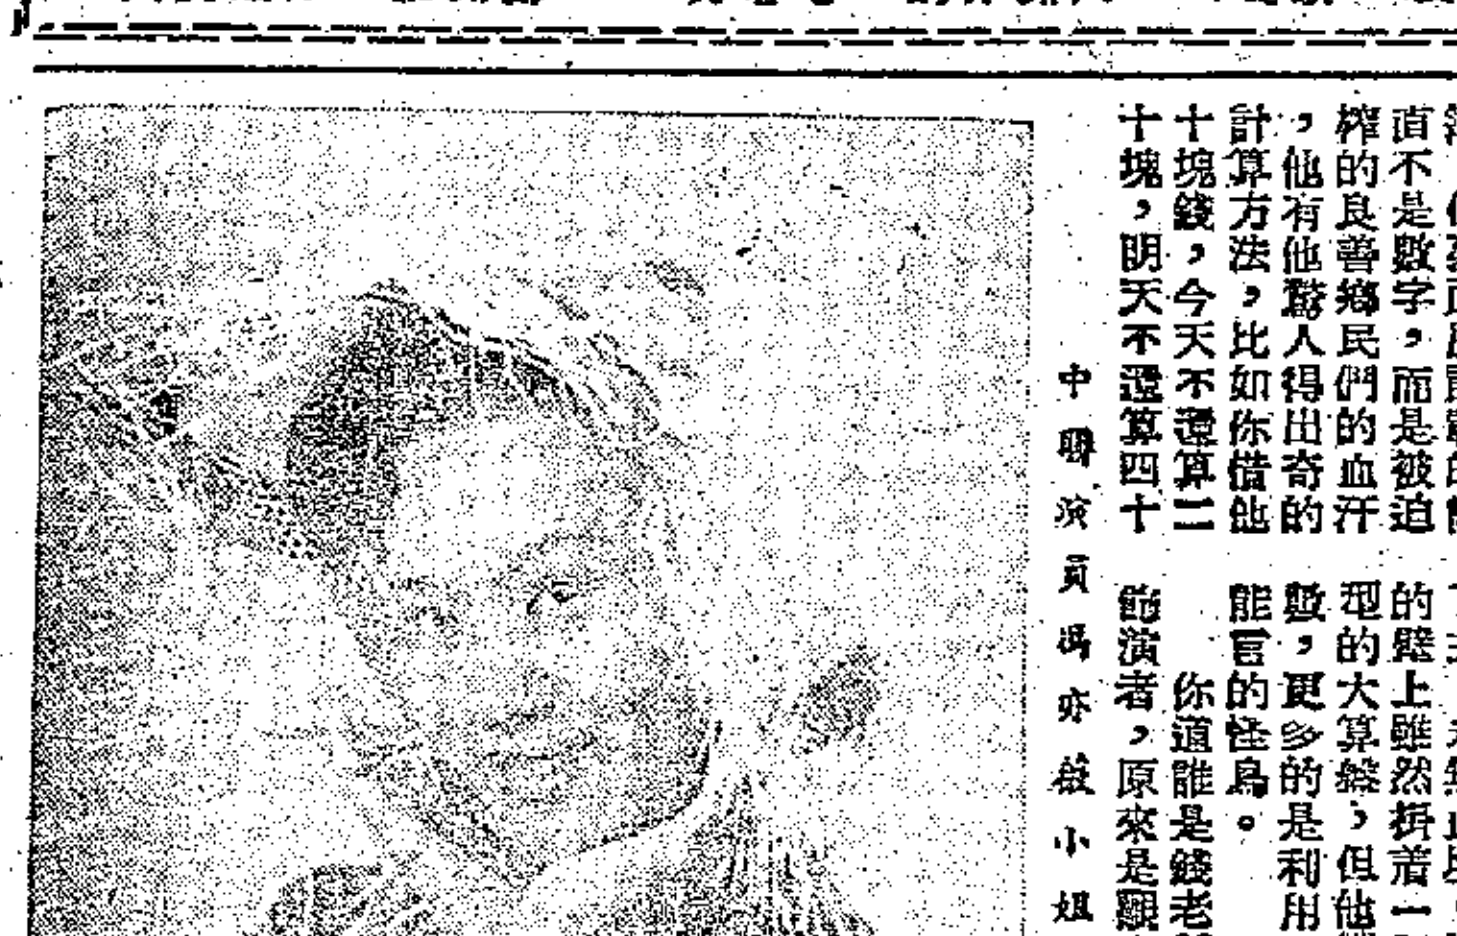 直不是數字，而是被迫
榨的良善鄉民們的血汗
，他有他驚人得出奇的
計算方法，比如你借他
十塊錢，今天不還算二
十塊，明天不還算四十
的壁上雖然掛着一
型的大算盤，但他
數，更多的是利用
能言的怪鳥。
你道誰是錢老
飾演者，原來是
中聯演員馮亦薇小姐